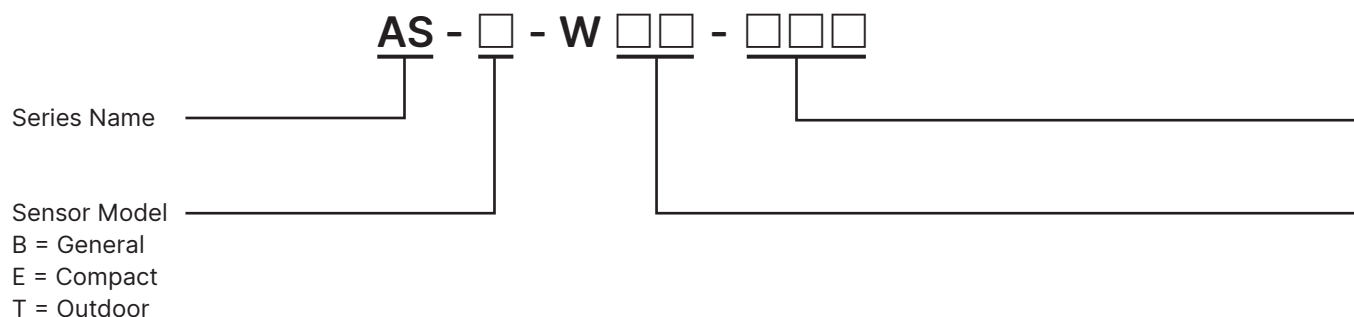 AS - □ - W □□ - □□□
Series Name
Sensor Model
B = General
E = Compact
T = Outdoor